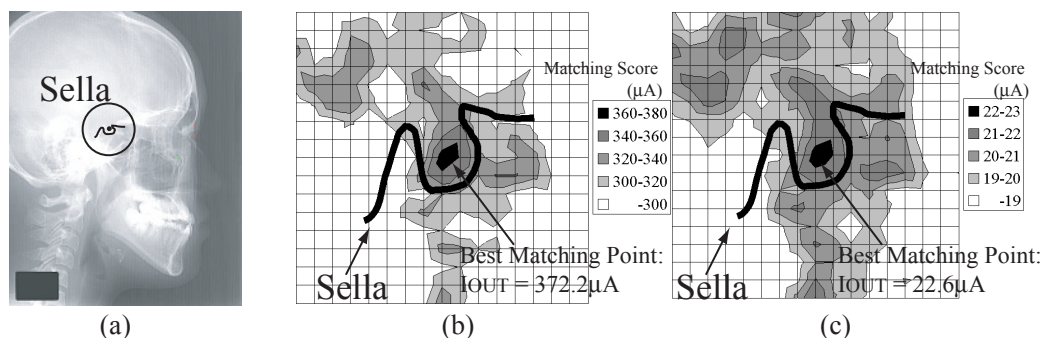 Sella
(a)
Matching Score
(µA)
360-380
340-360
320-340
300-320
-300
Best Matching Point:
IOUT = 372.2µA
Sella
(b)
Matching Score
(µA)
22-23
21-22
20-21
19-20
-19
Best Matching Point:
IOUT =22.6µA
Sella
(c)